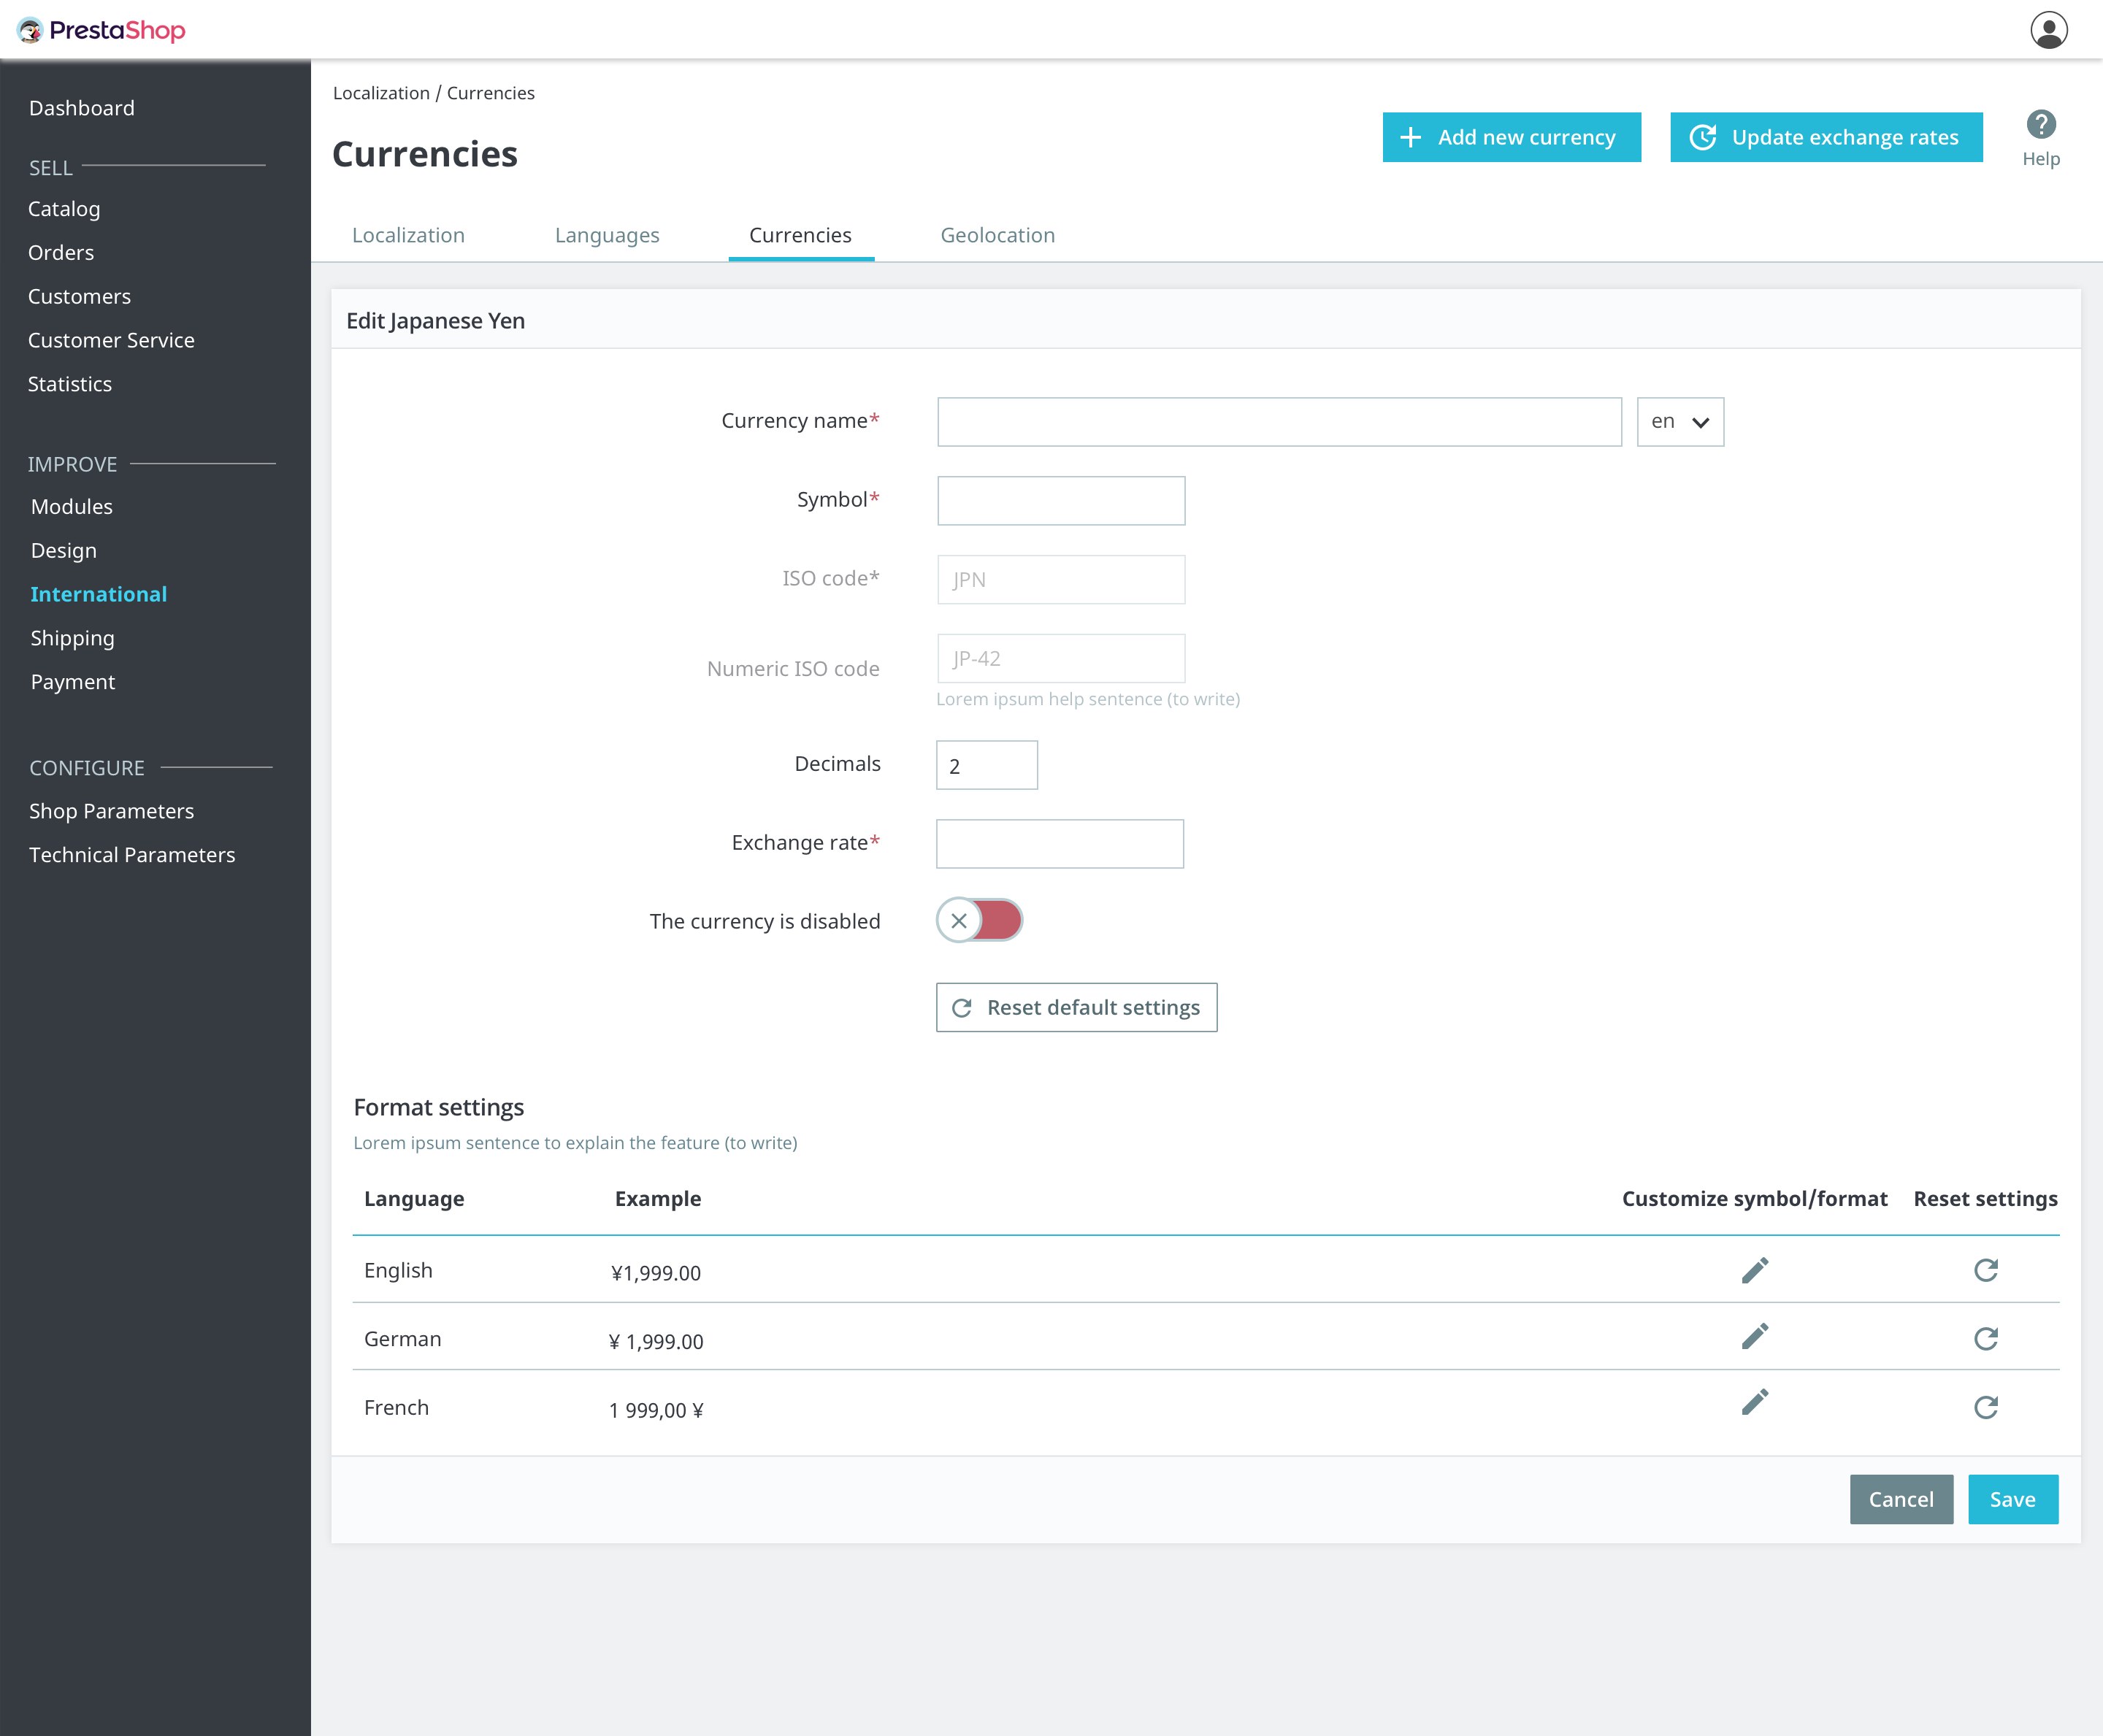 PrestaShop
Dashboard
SELL
Catalog
Orders
Customers
Customer Service
Statistics
IMPROVE
Modules
Design
International
Shipping
Payment
CONFIGURE
Shop Parameters
Technical Parameters
Localization / Currencies
Currencies
Add new currency
Update exchange rates
Help
Localization Languages Currencies Geolocation
Edit Japanese Yen
Currency name* en
Symbol*
ISO code* JPN
Numeric ISO code JP-42
Lorem ipsum help sentence (to write)
Decimals 2
Exchange rate*
The currency is disabled
Reset default settings
Format settings
Lorem ipsum sentence to explain the feature (to write)
Language Example Customize symbol/format Reset settings
English ¥1,999.00
German ¥ 1,999.00
French 1 999,00 ¥
Cancel Save